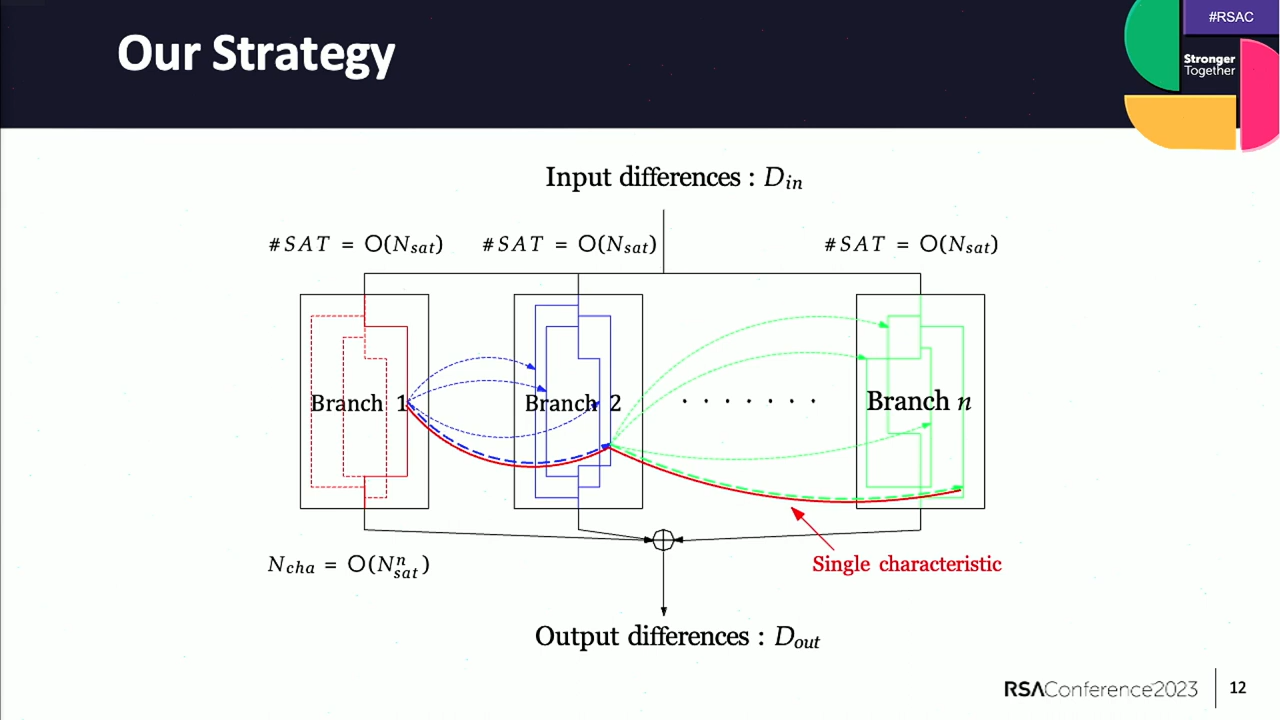 Our Strategy
#RSAC
Stronger
Together
Input differences : D_in
#SAT = O(N_sat)
#SAT = O(N_sat)
#SAT = O(N_sat)
Branch 1
Branch 2
· · · · · · ·
Branch n
N_cha = O(N^n_sat)
Single characteristic
Output differences : D_out
RSAConference2023
12